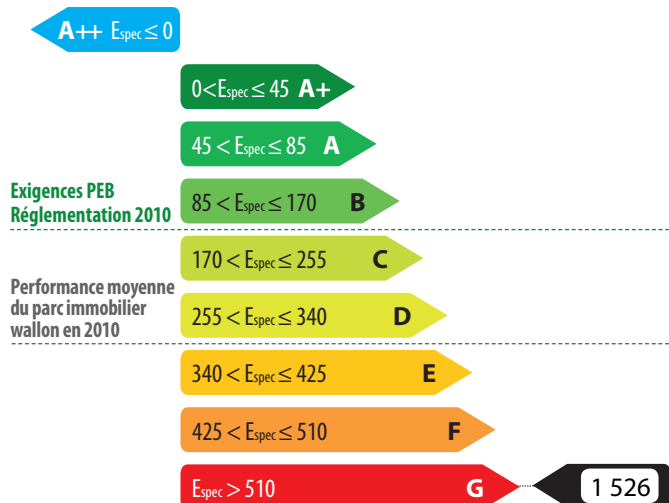 A++ Espec ≤ 0
0<Espec ≤ 45 A+
45 < Espec ≤ 85 A
Exigences PEB
Réglementation 2010
85 < Espec ≤ 170 B
170 < Espec ≤ 255 C
Performance moyenne
du parc immobilier
wallon en 2010
255 < Espec ≤ 340 D
340 < Espec ≤ 425 E
425 < Espec ≤ 510 F
Espec > 510 G 1 526